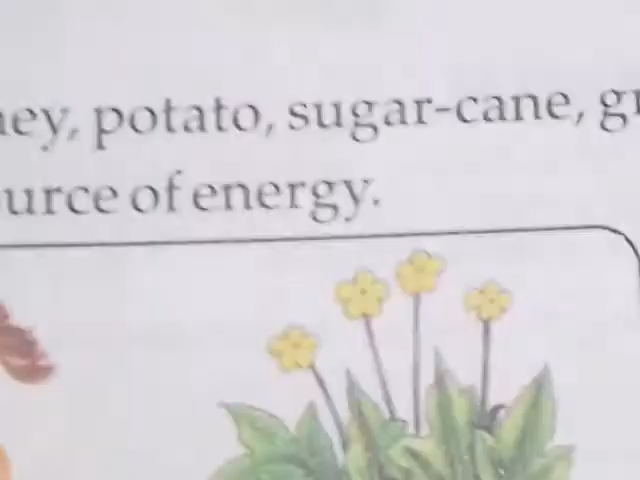 ey, potato, sugar-cane, g
urce of energy.